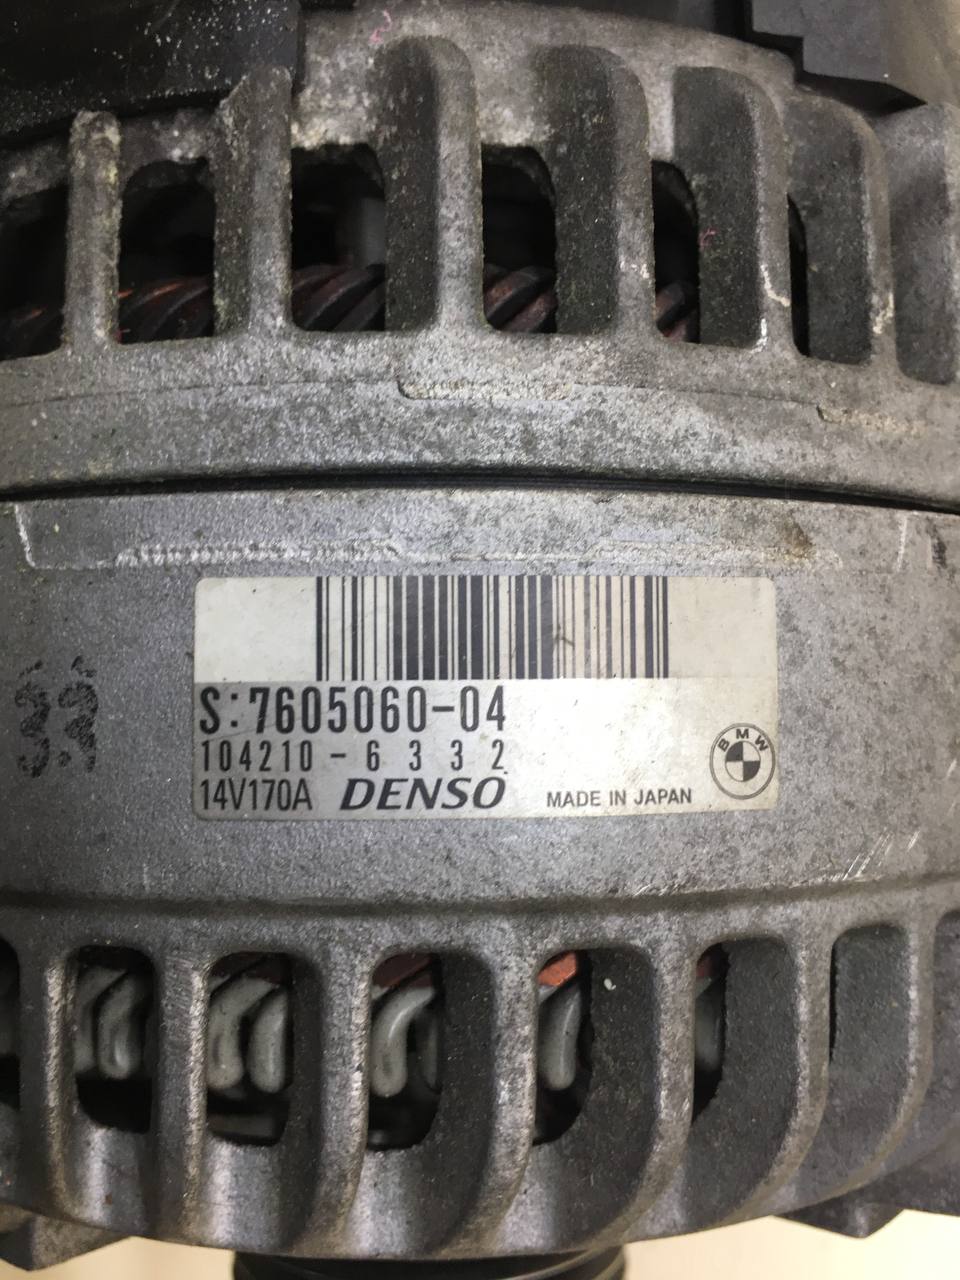 S:7605060-04
104210-6332
14V170A DENSO MADE IN JAPAN
BMW